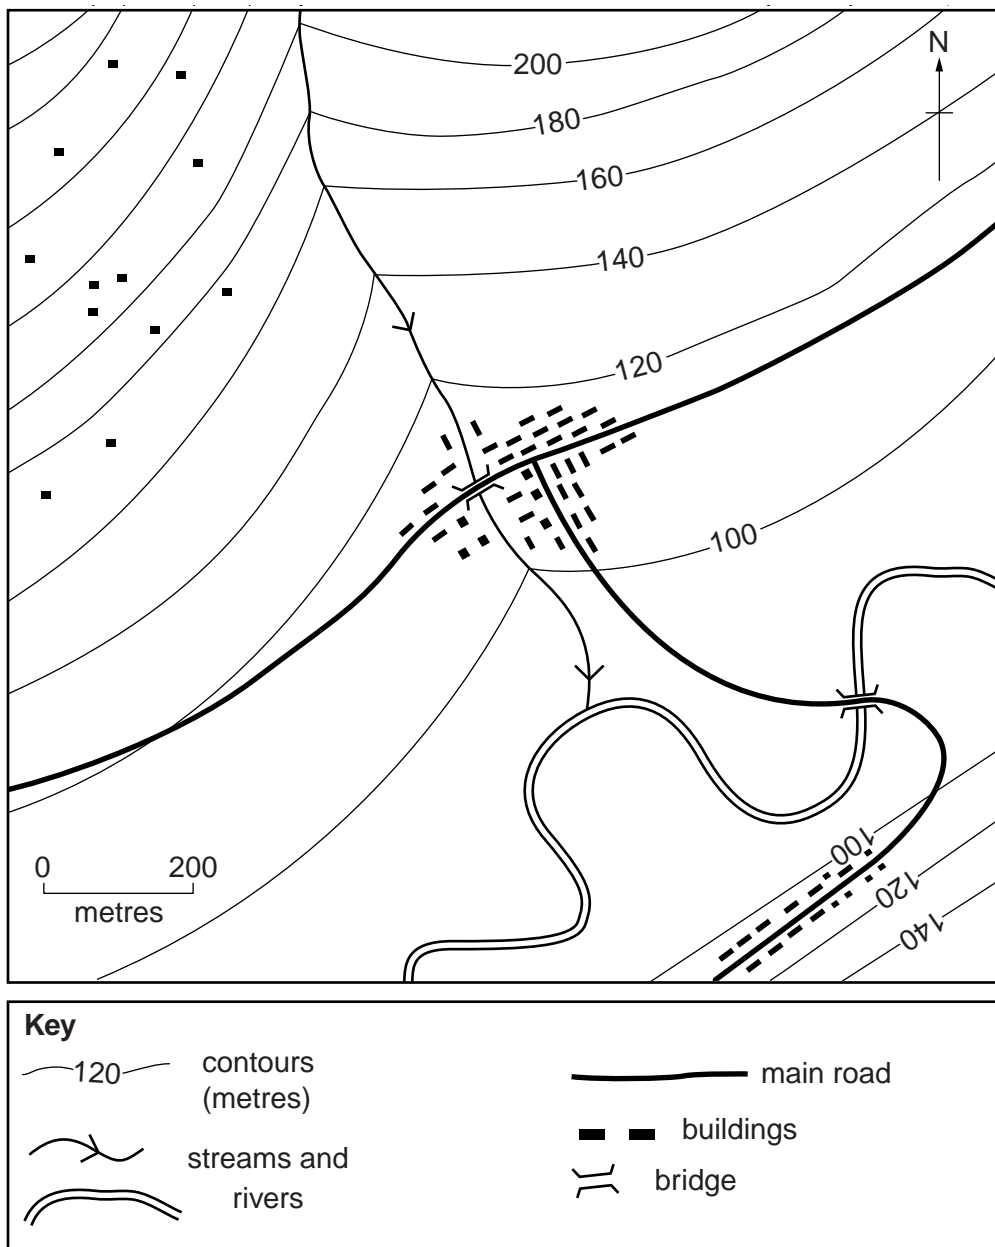 N
200
180
160
140
120
100
0 200
metres
100
120
140
Key
120 contours
(metres)
main road
buildings
streams and
rivers
bridge